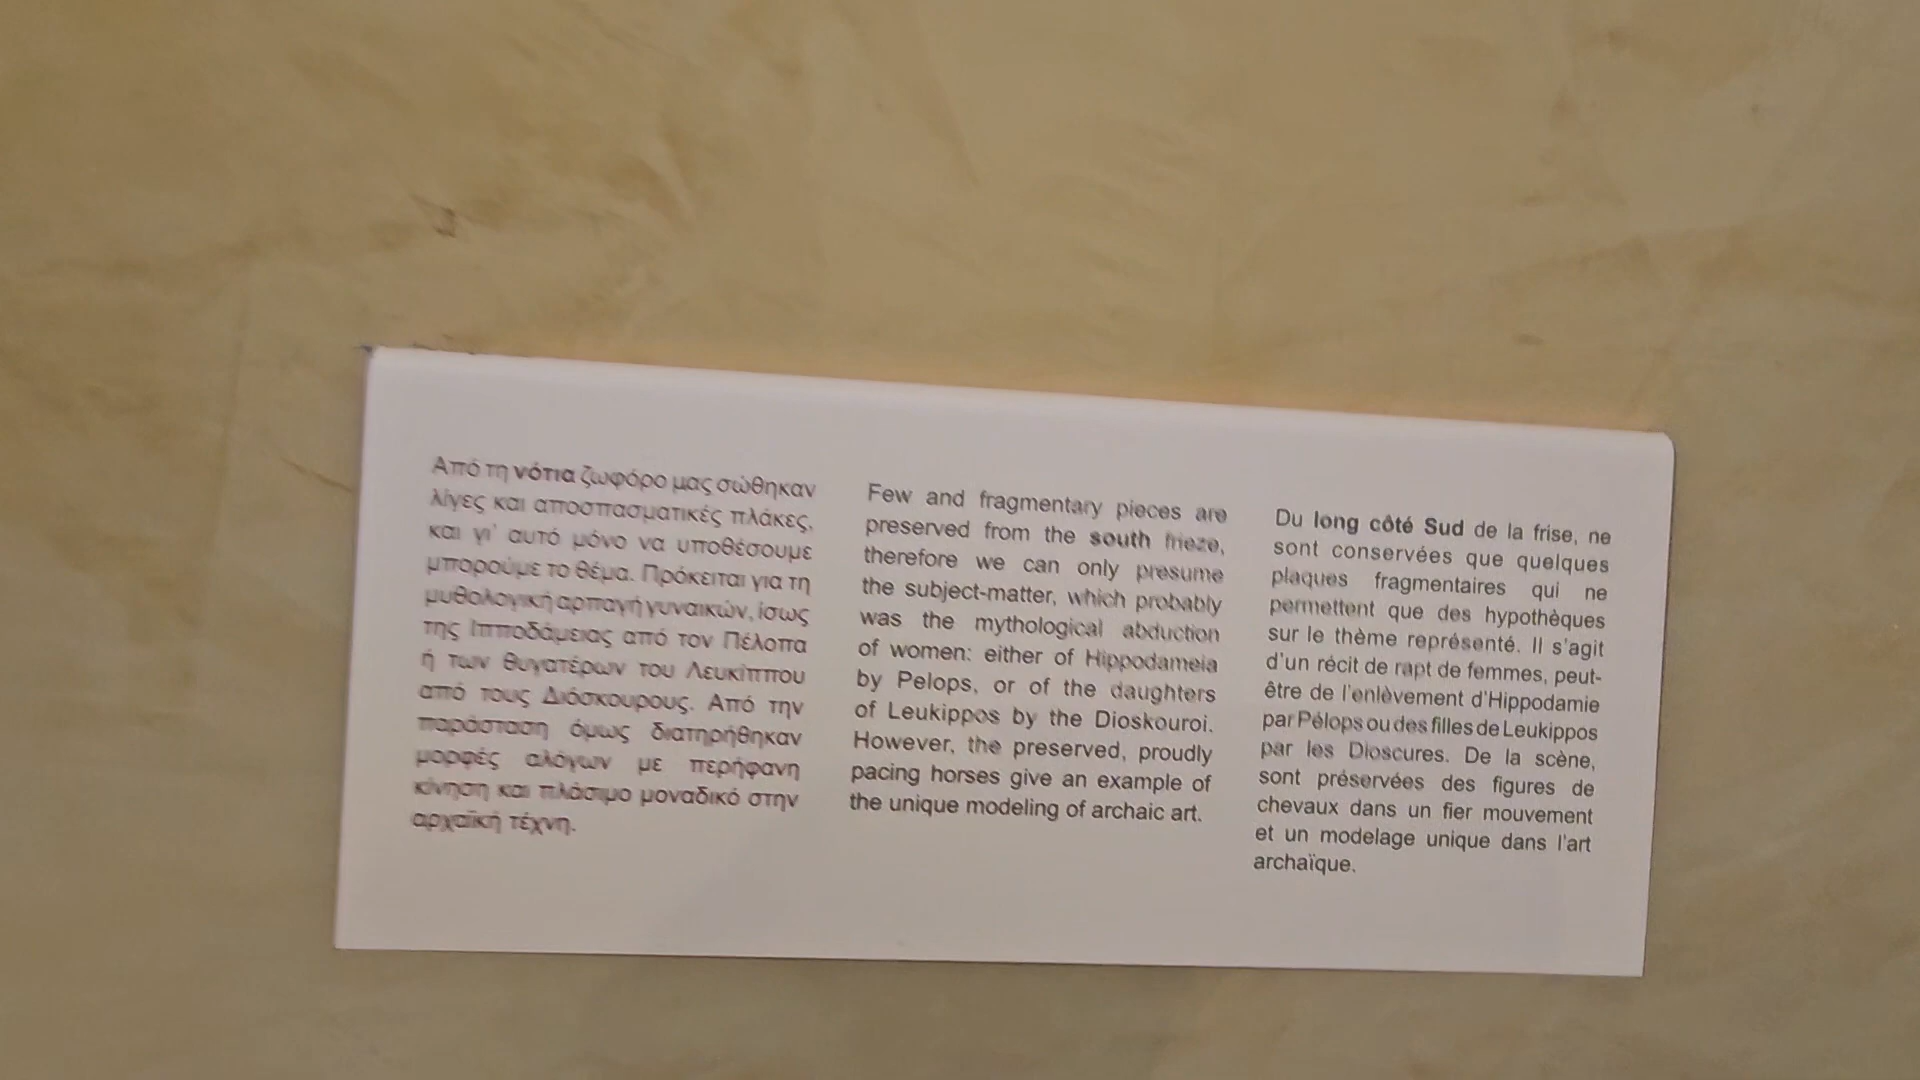 Από τη νότια ζωφόρο μας σώθηκαν
λίγες και αποσπασματικές πλάκες,
και γι' αυτό μόνο να υποθέσουμε
μπορούμε το θέμα. Πρόκειται για τη
μυθολογική αρπαγή γυναικών, ίσως
της Ιπποδάμειας από τον Πέλοπα
ή των θυγατέρων του Λευκίππου
από τους Διόσκουρους. Από την
παράσταση όμως διατηρήθηκαν
μορφές αλόγων με περήφανη
κίνηση και πλάσιμο μοναδικό στην
αρχαϊκή τέχνη.
Few and fragmentary pieces are
preserved from the south frieze,
therefore we can only presume
the subject-matter, which probably
was the mythological abduction
of women: either of Hippodameia
by Pelops, or of the daughters
of Leukippos by the Dioskouroi.
However, the preserved, proudly
pacing horses give an example of
the unique modeling of archaic art.
Du long côté Sud de la frise, ne
sont conservées que quelques
plaques fragmentaires qui ne
permettent que des hypothèques
sur le thème représenté. Il s'agit
d'un récit de rapt de femmes, peut-
être de l'enlèvement d'Hippodamie
par Pélops ou des filles de Leukippos
par les Dioscures. De la scène,
sont préservées des figures de
chevaux dans un fier mouvement
et un modelage unique dans l'art
archaïque.